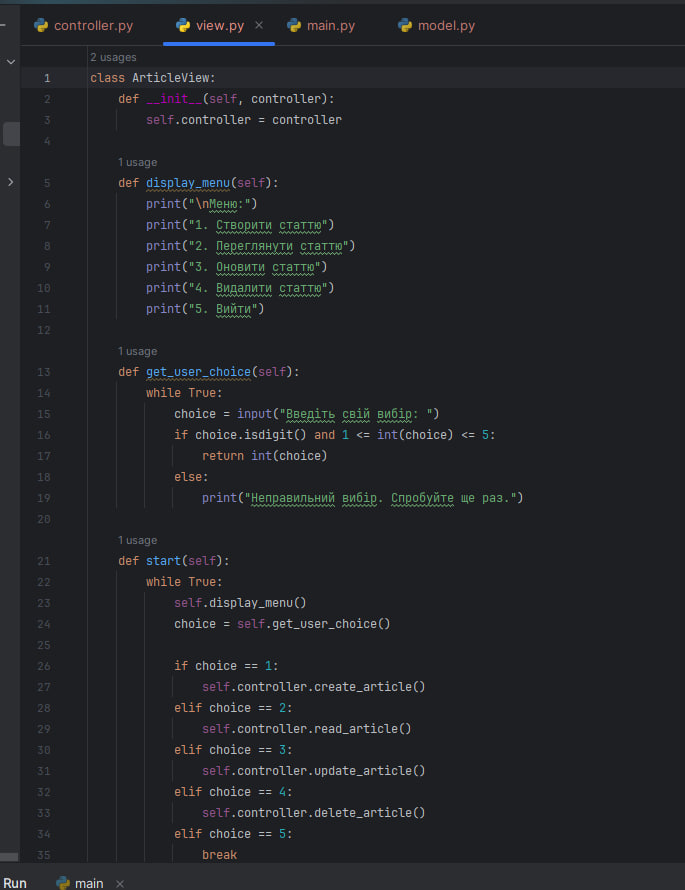 controller.py view.py main.py model.py
2 usages
1 class ArticleView:
2     def __init__(self, controller):
3         self.controller = controller
4
1 usage
5     def display_menu(self):
6         print("\nМеню:")
7         print("1. Створити статтю")
8         print("2. Переглянути статтю")
9         print("3. Оновити статтю")
10         print("4. Видалити статтю")
11         print("5. Вийти")
12
1 usage
13     def get_user_choice(self):
14         while True:
15             choice = input("Введіть свій вибір: ")
16             if choice.isdigit() and 1 <= int(choice) <= 5:
17                 return int(choice)
18             else:
19                 print("Неправильний вибір. Спробуйте ще раз.")
20
1 usage
21     def start(self):
22         while True:
23             self.display_menu()
24             choice = self.get_user_choice()
25
26             if choice == 1:
27                 self.controller.create_article()
28             elif choice == 2:
29                 self.controller.read_article()
30             elif choice == 3:
31                 self.controller.update_article()
32             elif choice == 4:
33                 self.controller.delete_article()
34             elif choice == 5:
35                 break
Run main